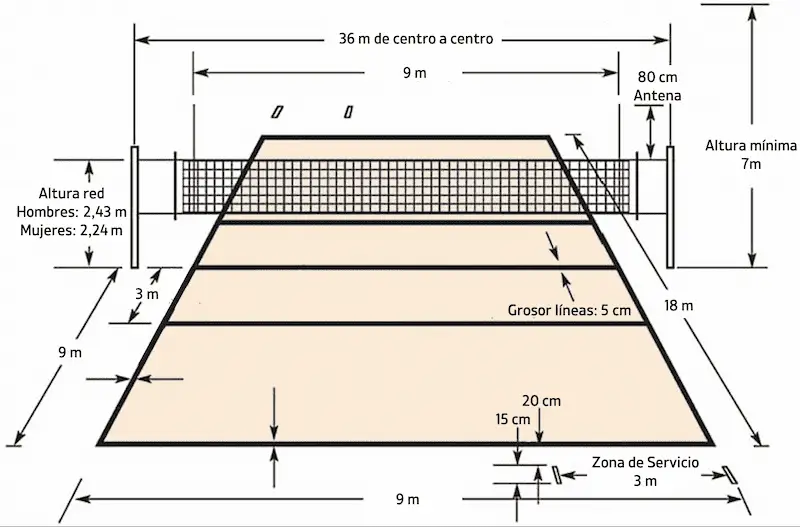 36 m de centro a centro
9 m
80 cm
Antena
Altura mínima
7m
Altura red
Hombres: 2,43 m
Mujeres: 2,24 m
3 m
Grosor líneas: 5 cm
18 m
9 m
20 cm
15 cm
Zona de Servicio
3 m
9 m